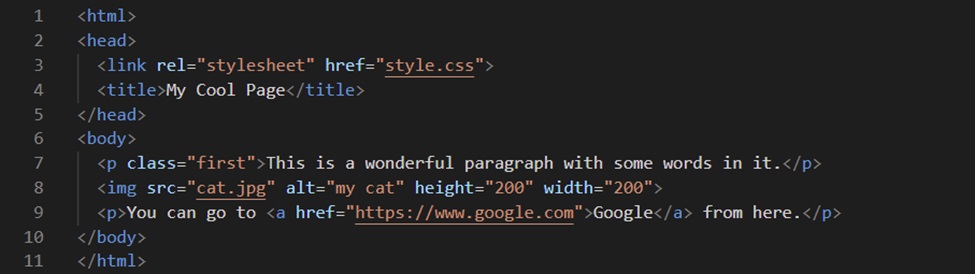 1 <html>
2 <head>
3   <link rel="stylesheet" href="style.css">
4   <title>My Cool Page</title>
5 </head>
6 <body>
7   <p class="first">This is a wonderful paragraph with some words in it.</p>
8   <img src="cat.jpg" alt="my cat" height="200" width="200">
9   <p>You can go to <a href="https://www.google.com">Google</a> from here.</p>
10 </body>
11 </html>